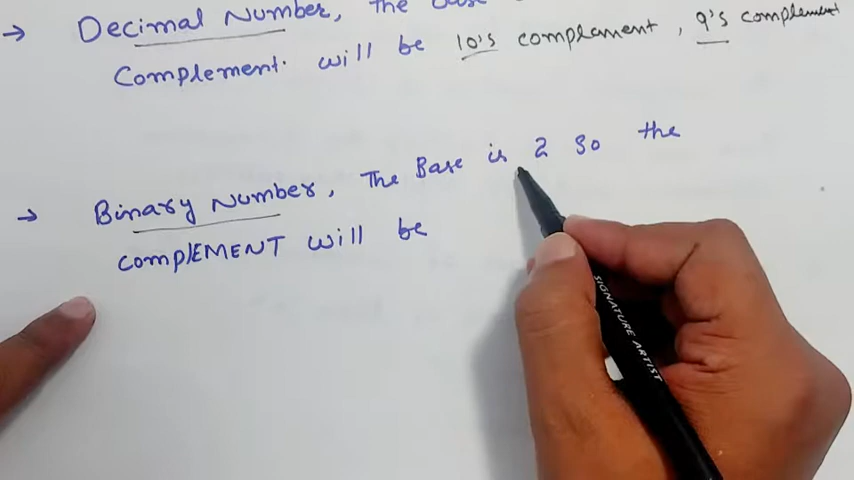 → Decimal Number, the base
Complement. will be 10's complement, 9's complement
→ Binary Number, The Base is 2 So the
compLEMENT will be
SIGNATURE ARTIST